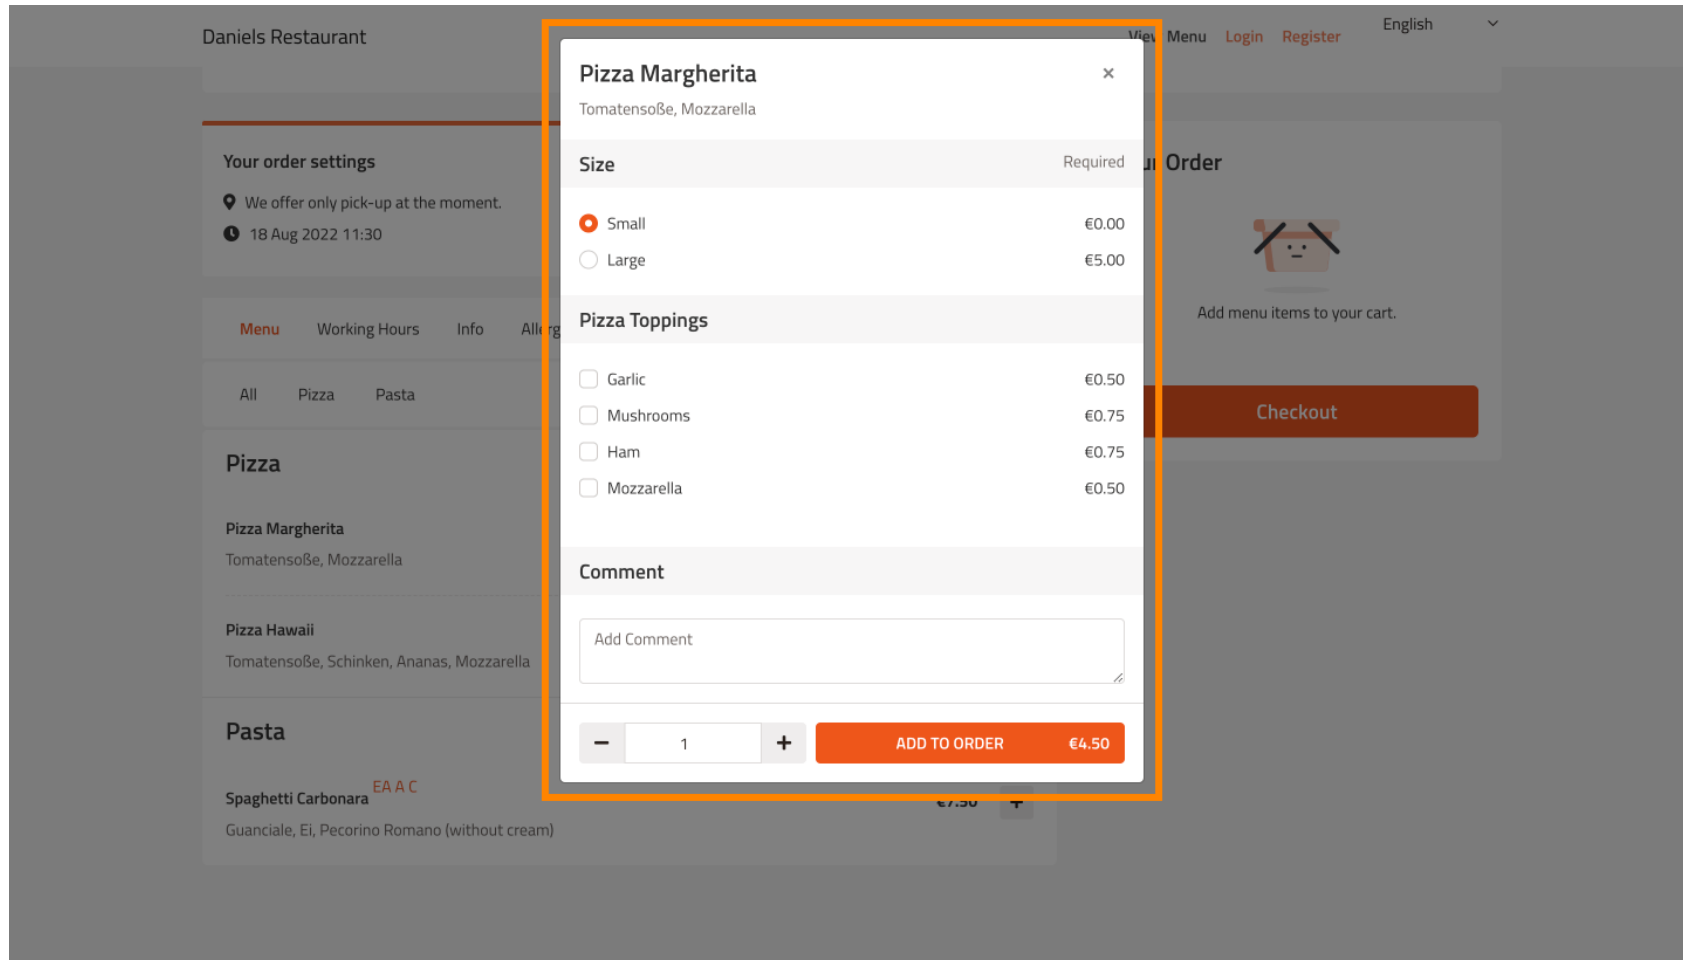 Daniels Restaurant
View Menu Login Register English
Your order settings
We offer only pick-up at the moment.
18 Aug 2022 11:30
Menu Working Hours Info
All Pizza Pasta
Pizza
Pizza Margherita
Tomatensoße, Mozzarella
Pizza Hawaii
Tomatensoße, Schinken, Ananas, Mozzarella
Pasta
Spaghetti Carbonara EA A C
€7.50 +
Guanciale, Ei, Pecorino Romano (without cream)
Pizza Margherita ×
Tomatensoße, Mozzarella
Size Required
Small €0.00
Large €5.00
Pizza Toppings
Garlic €0.50
Mushrooms €0.75
Ham €0.75
Mozzarella €0.50
Comment
Add Comment
− 1 + ADD TO ORDER €4.50
Order
Add menu items to your cart.
Checkout